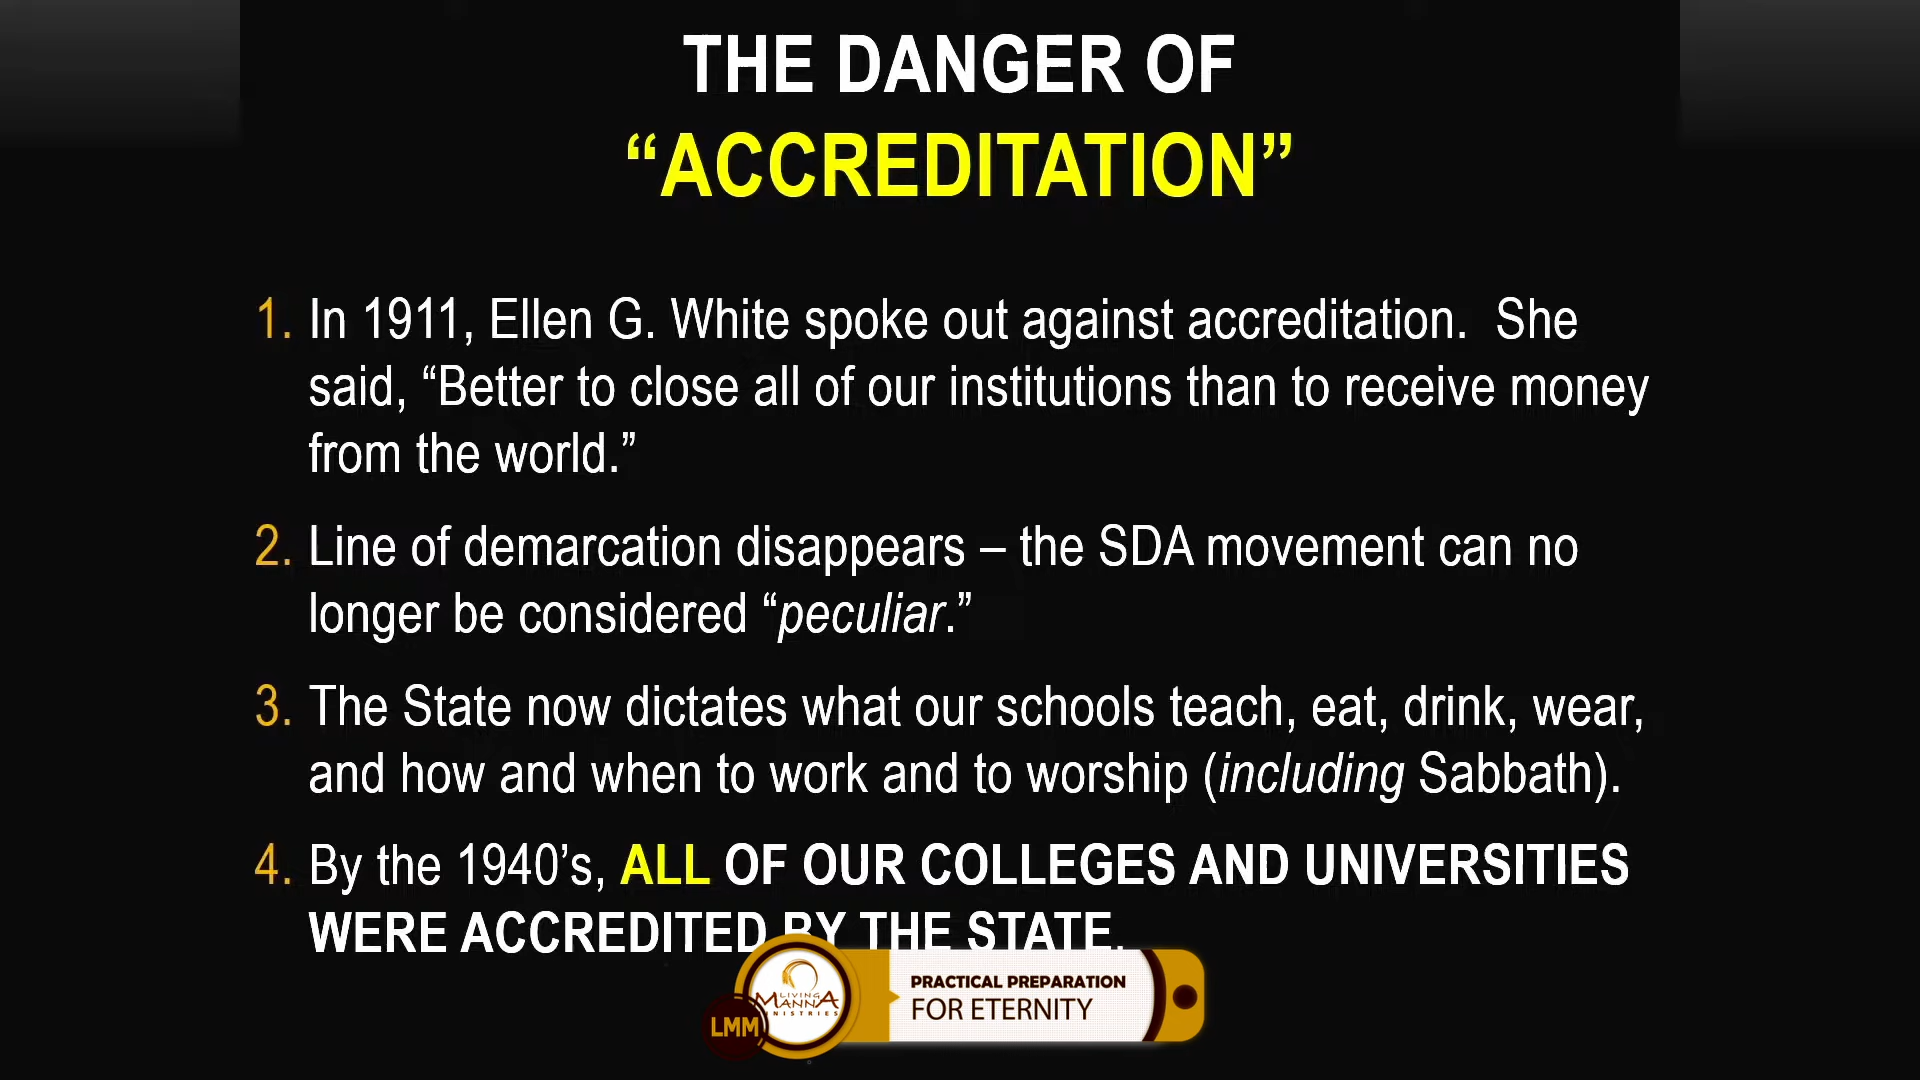 THE DANGER OF
“ACCREDITATION”
1. In 1911, Ellen G. White spoke out against accreditation.  She
said, “Better to close all of our institutions than to receive money
from the world.”
2. Line of demarcation disappears – the SDA movement can no
longer be considered “peculiar.”
3. The State now dictates what our schools teach, eat, drink, wear,
and how and when to work and to worship (including Sabbath).
4. By the 1940’s, ALL OF OUR COLLEGES AND UNIVERSITIES
WERE ACCREDITED BY THE STATE.
LIVING
MANNA
MINISTRIES
LMM
PRACTICAL PREPARATION
FOR ETERNITY